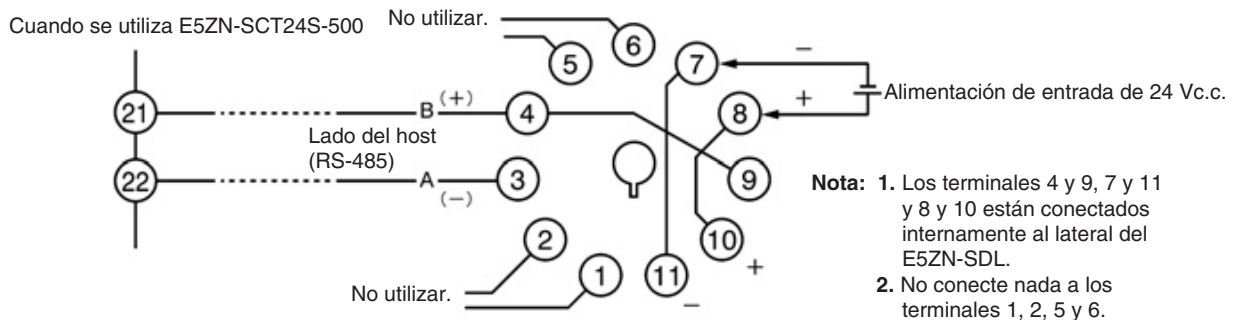 Cuando se utiliza E5ZN-SCT24S-500
No utilizar.
6
5
7
−
21
B (+)
4
8
+
Alimentación de entrada de 24 Vc.c.
Lado del host
(RS-485)
22
A (−)
3
9
Nota: 1. Los terminales 4 y 9, 7 y 11
y 8 y 10 están conectados
internamente al lateral del
E5ZN-SDL.
2. No conecte nada a los
terminales 1, 2, 5 y 6.
2
10
+
1
11
−
No utilizar.